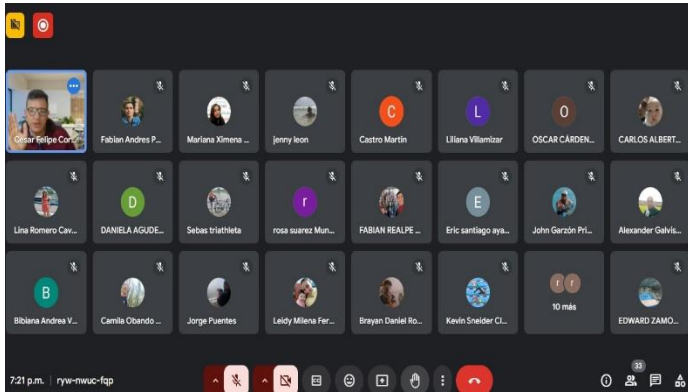 Cesar Felipe Cor...
Fabian Andres P...
Mariana Ximena ...
jenny leon
C
Castro Martin
L
Liliana Villamizar
O
OSCAR CÁRDEN...
CARLOS ALBERT...
Lina Romero Cav...
D
DANIELA AGUDE...
Sebas triathleta
r
rosa suarez Mun...
FABIAN REALPE ...
E
Eric santiago aya...
John Garzón Pri...
Alexander Galvis...
B
Bibiana Andrea V...
Camila Obando ...
Jorge Puentes
Leidy Milena Fer...
Brayan Daniel Ro...
Kevin Sneider Cl...
r r
10 más
EDWARD ZAMO...
7:21 p.m. | ryw-nwuc-fqp
33